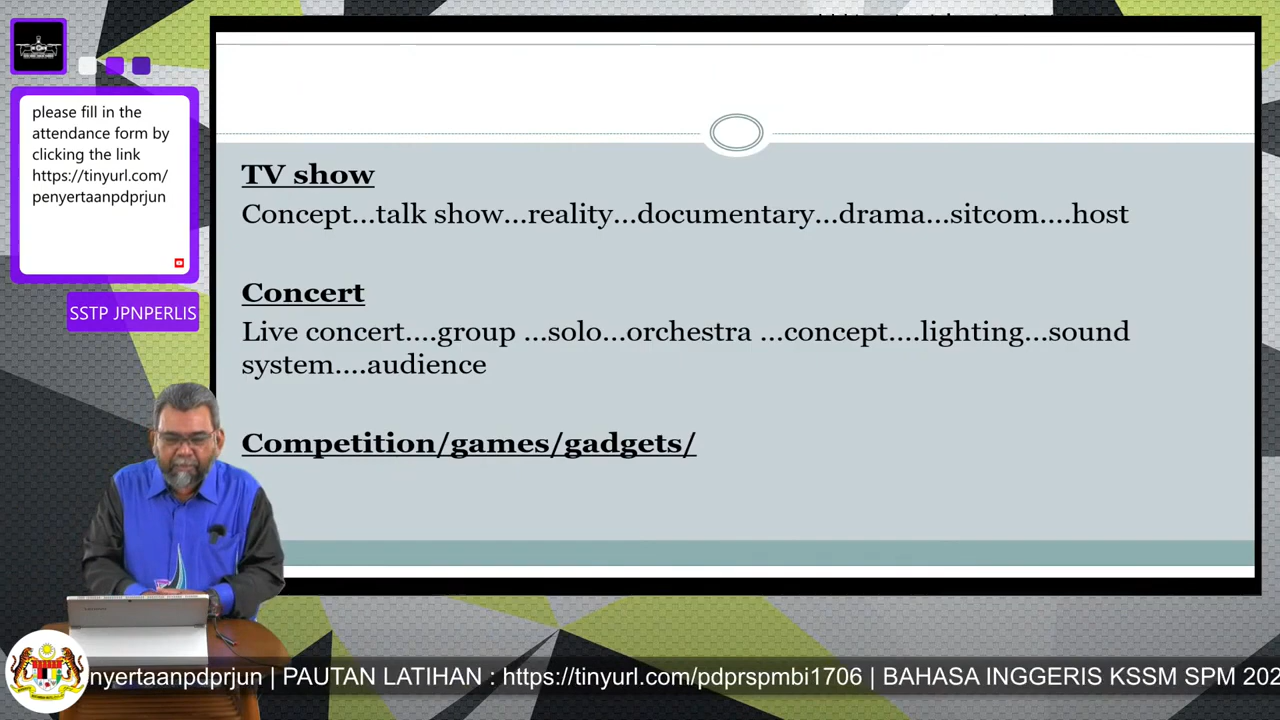 please fill in the
attendance form by
clicking the link
https://tinyurl.com/
penyertaanpdprjun
SSTP JPNPERLIS
TV show
Concept...talk show...reality...documentary...drama...sitcom....host
Concert
Live concert....group ...solo...orchestra ...concept....lighting...sound
system....audience
Competition/games/gadgets/
nyertaanpdprjun | PAUTAN LATIHAN : https://tinyurl.com/pdprspmbi1706 | BAHASA INGGERIS KSSM SPM 202